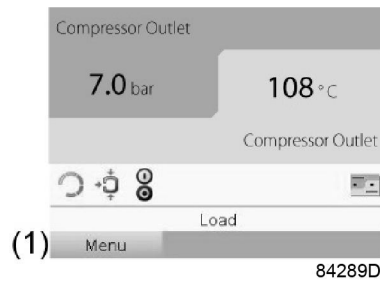 Compressor Outlet
7.0 bar
108 °C
Compressor Outlet
Load
(1) Menu
84289D